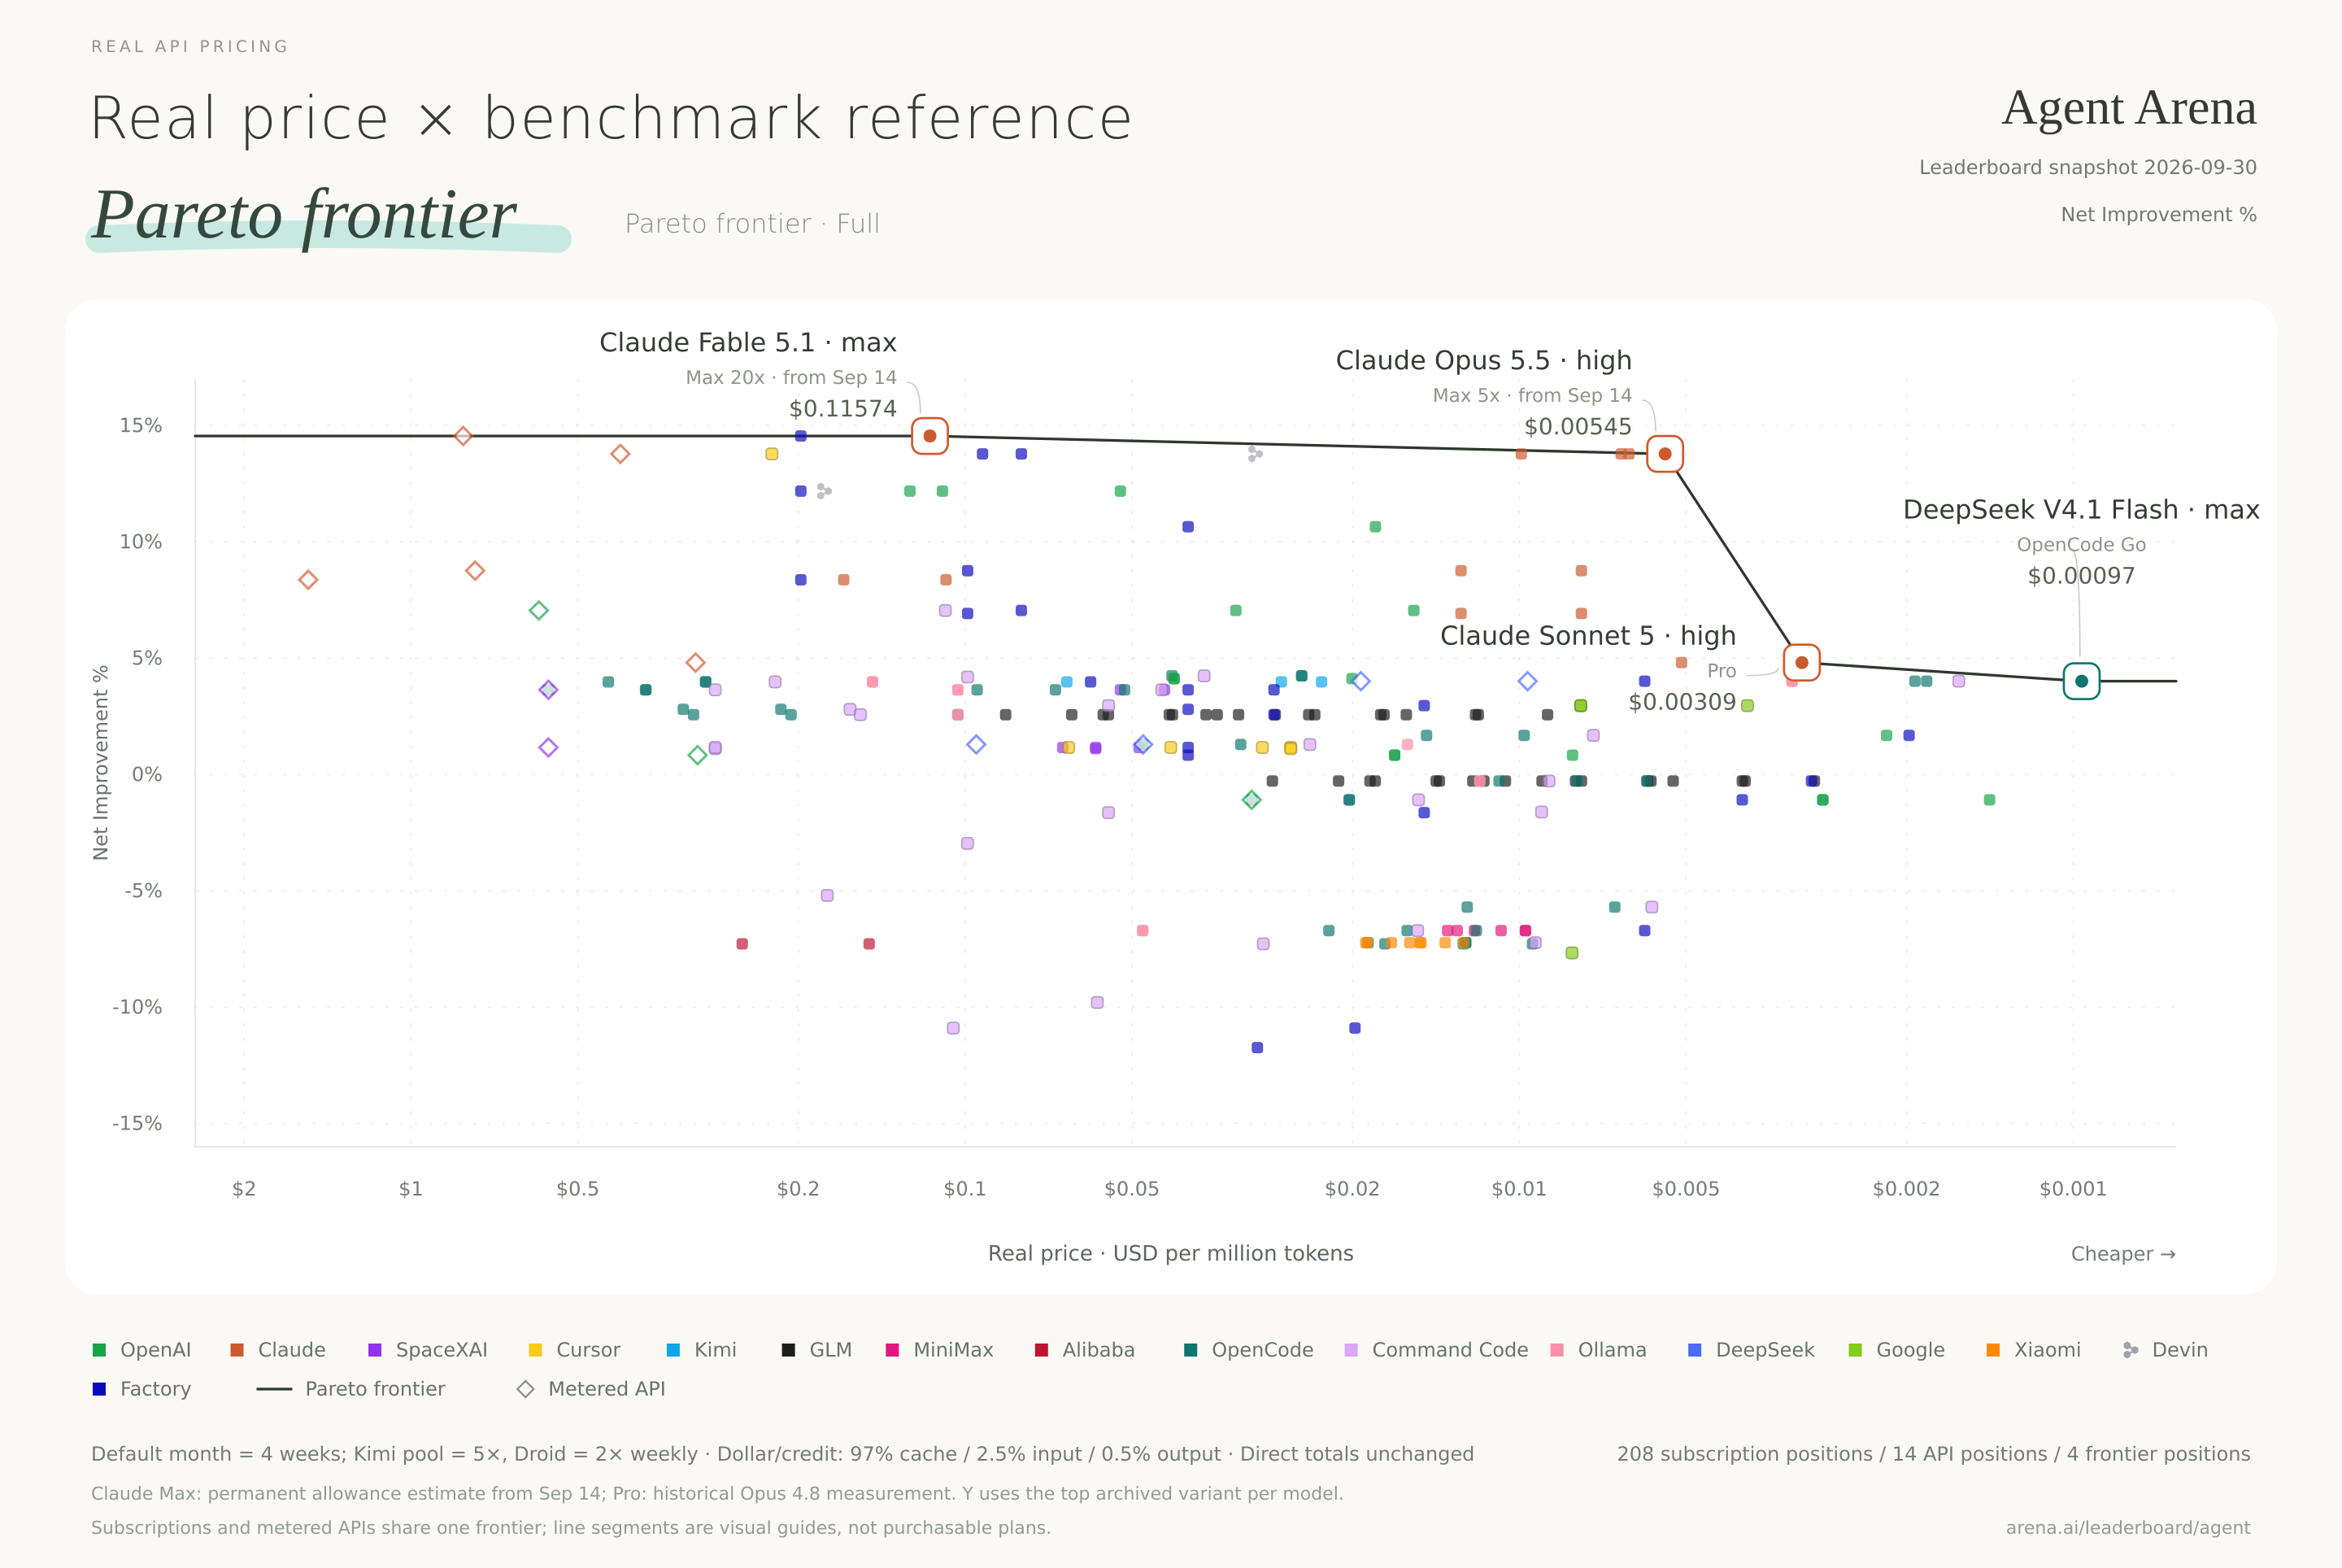 REAL API PRICING
Real price × benchmark reference
Pareto frontier
Pareto frontier · Full
Agent Arena
Leaderboard snapshot 2026-09-30
Net Improvement %
Claude Fable 5.1 · max
Max 20x · from Sep 14
$0.11574
Claude Opus 5.5 · high
Max 5x · from Sep 14
$0.00545
DeepSeek V4.1 Flash · max
OpenCode Go
$0.00097
Claude Sonnet 5 · high
Pro
$0.00309
Net Improvement %
15%
10%
5%
0%
-5%
-10%
-15%
$2 $1 $0.5 $0.2 $0.1 $0.05 $0.02 $0.01 $0.005 $0.002 $0.001
Real price · USD per million tokens
Cheaper →
OpenAI Claude SpaceXAI Cursor Kimi GLM MiniMax Alibaba OpenCode Command Code Ollama DeepSeek Google Xiaomi Devin
Factory Pareto frontier Metered API
Default month = 4 weeks; Kimi pool = 5×, Droid = 2× weekly · Dollar/credit: 97% cache / 2.5% input / 0.5% output · Direct totals unchanged
208 subscription positions / 14 API positions / 4 frontier positions
Claude Max: permanent allowance estimate from Sep 14; Pro: historical Opus 4.8 measurement. Y uses the top archived variant per model.
Subscriptions and metered APIs share one frontier; line segments are visual guides, not purchasable plans.
arena.ai/leaderboard/agent